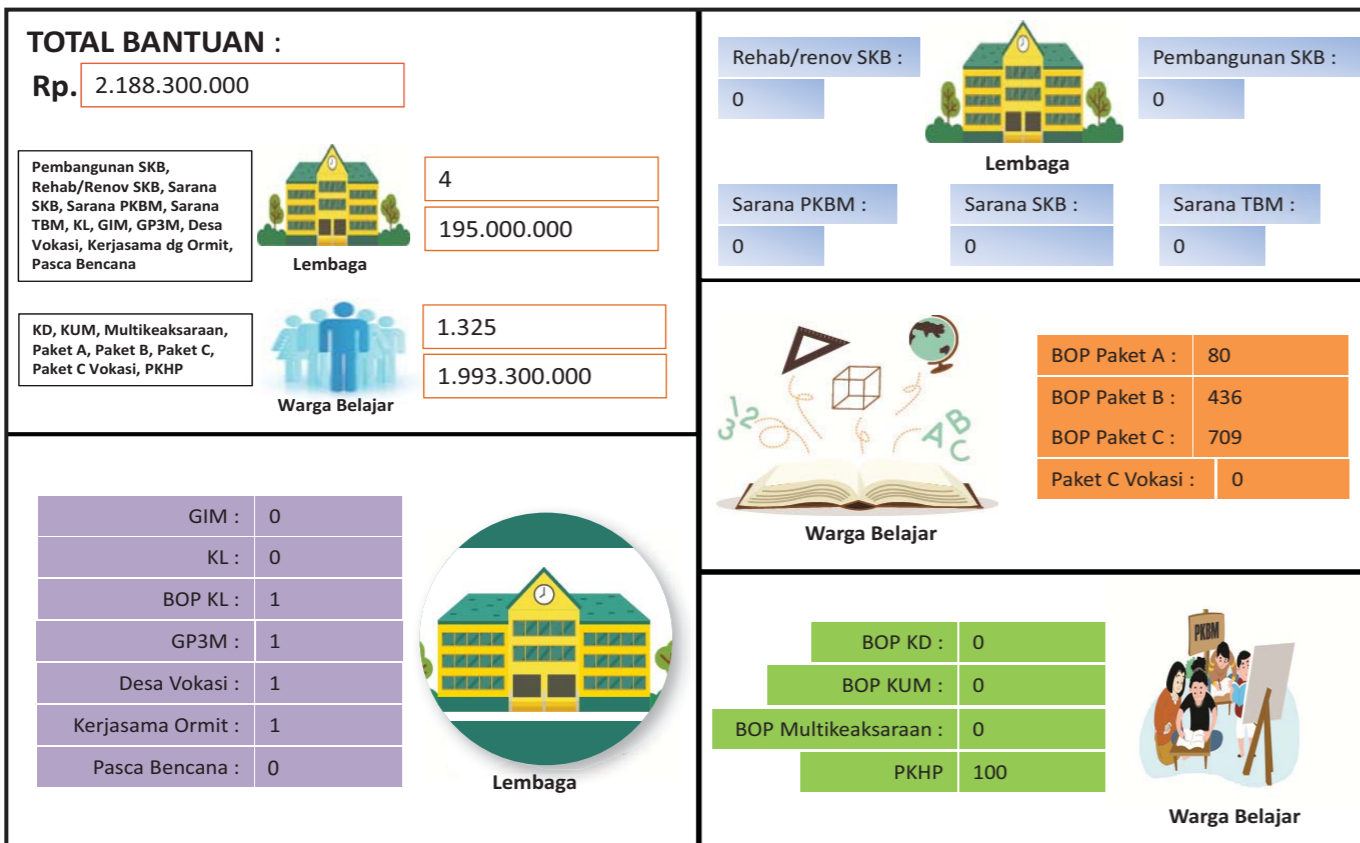 TOTAL BANTUAN :
Rp. 2.188.300.000
Pembangunan SKB,
Rehab/Renov SKB, Sarana
SKB, Sarana PKBM, Sarana
TBM, KL, GIM, GP3M, Desa
Vokasi, Kerjasama dg Ormit,
Pasca Bencana
Lembaga
4
195.000.000
KD, KUM, Multikeaksaraan,
Paket A, Paket B, Paket C,
Paket C Vokasi, PKHP
Warga Belajar
1.325
1.993.300.000
Rehab/renov SKB :
0
Pembangunan SKB :
0
Lembaga
Sarana PKBM :
0
Sarana SKB :
0
Sarana TBM :
0
1 2
3
A B
C
Warga Belajar
BOP Paket A : 80
BOP Paket B : 436
BOP Paket C : 709
Paket C Vokasi : 0
GIM : 0
KL : 0
BOP KL : 1
GP3M : 1
Desa Vokasi : 1
Kerjasama Ormit : 1
Pasca Bencana : 0
Lembaga
BOP KD : 0
BOP KUM : 0
BOP Multikeaksaraan : 0
PKHP 100
PKBM
Warga Belajar